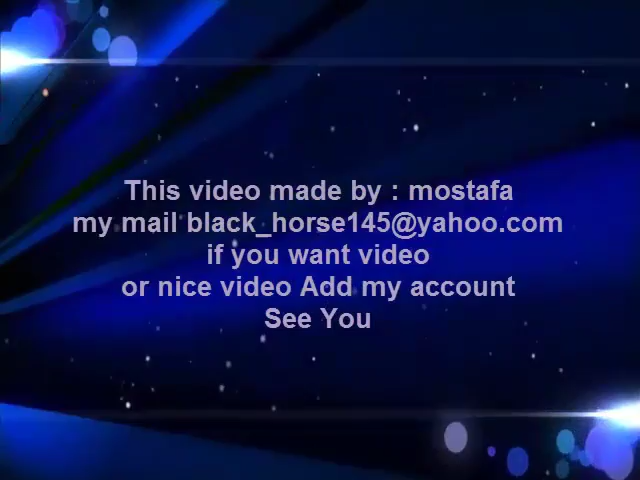 This video made by : mostafa
my mail black_horse145@yahoo.com
if you want video
or nice video Add my account
See You